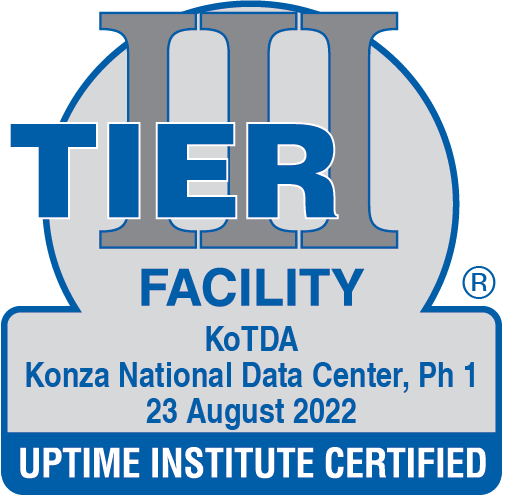 III
TIER
FACILITY
®
KoTDA
Konza National Data Center, Ph 1
23 August 2022
UPTIME INSTITUTE CERTIFIED